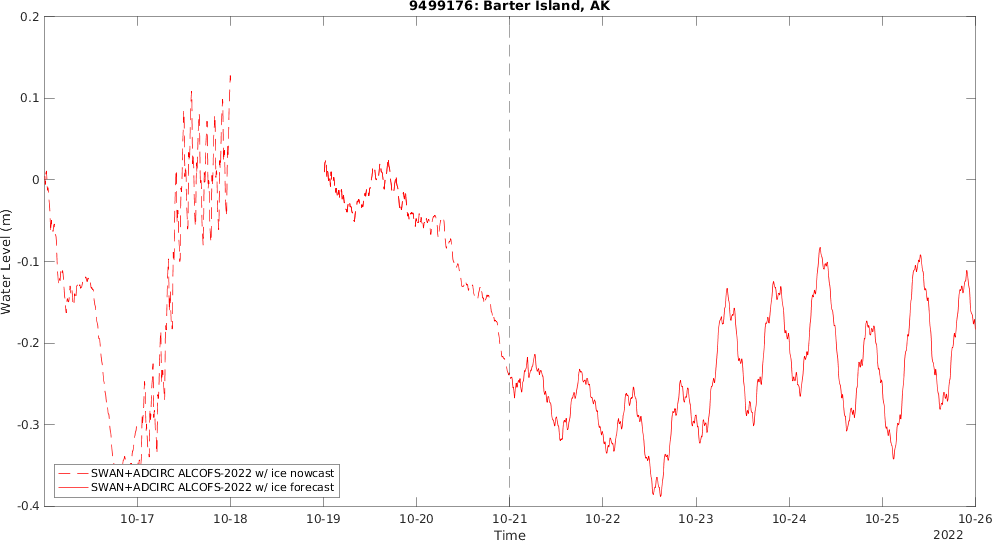 9499176: Barter Island, AK
0.2
0.1
0
-0.1
-0.2
-0.3
-0.4
Water Level (m)
SWAN+ADCIRC ALCOFS-2022 w/ ice nowcast
SWAN+ADCIRC ALCOFS-2022 w/ ice forecast
10-17 10-18 10-19 10-20 10-21 10-22 10-23 10-24 10-25 10-26
Time
2022